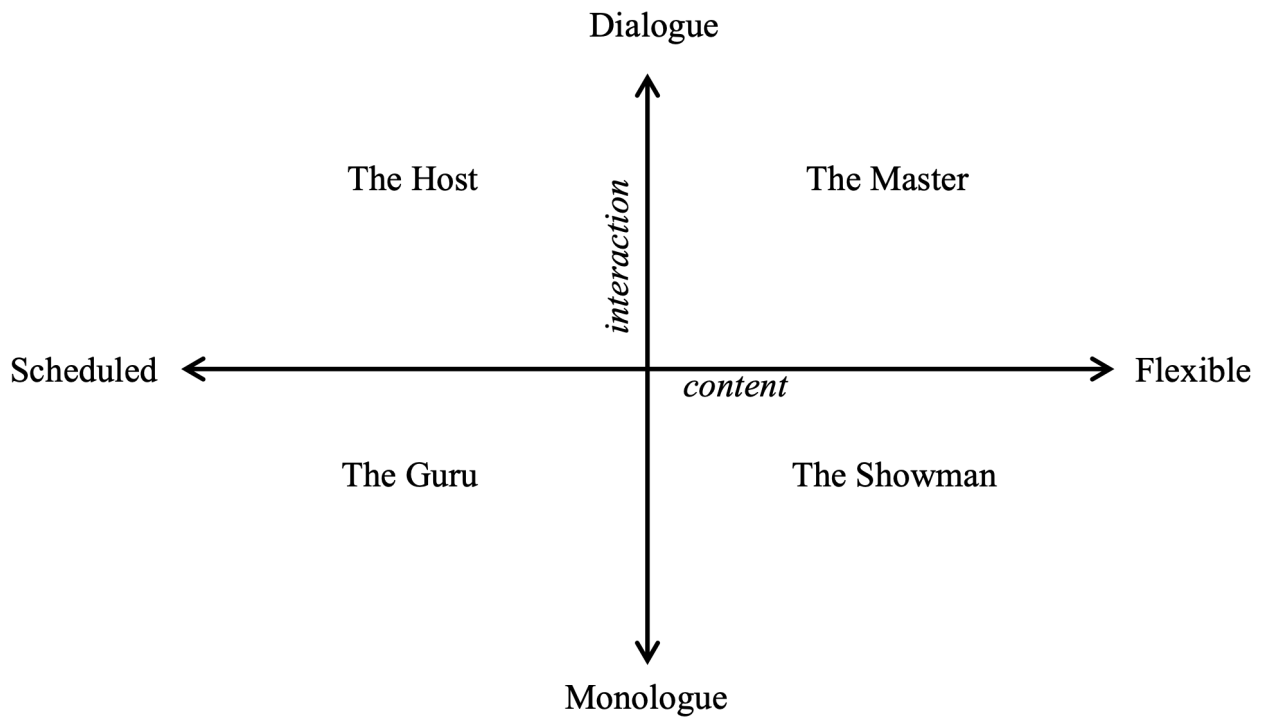 Dialogue
The Host
The Master
interaction
Scheduled
Flexible
content
The Guru
The Showman
Monologue